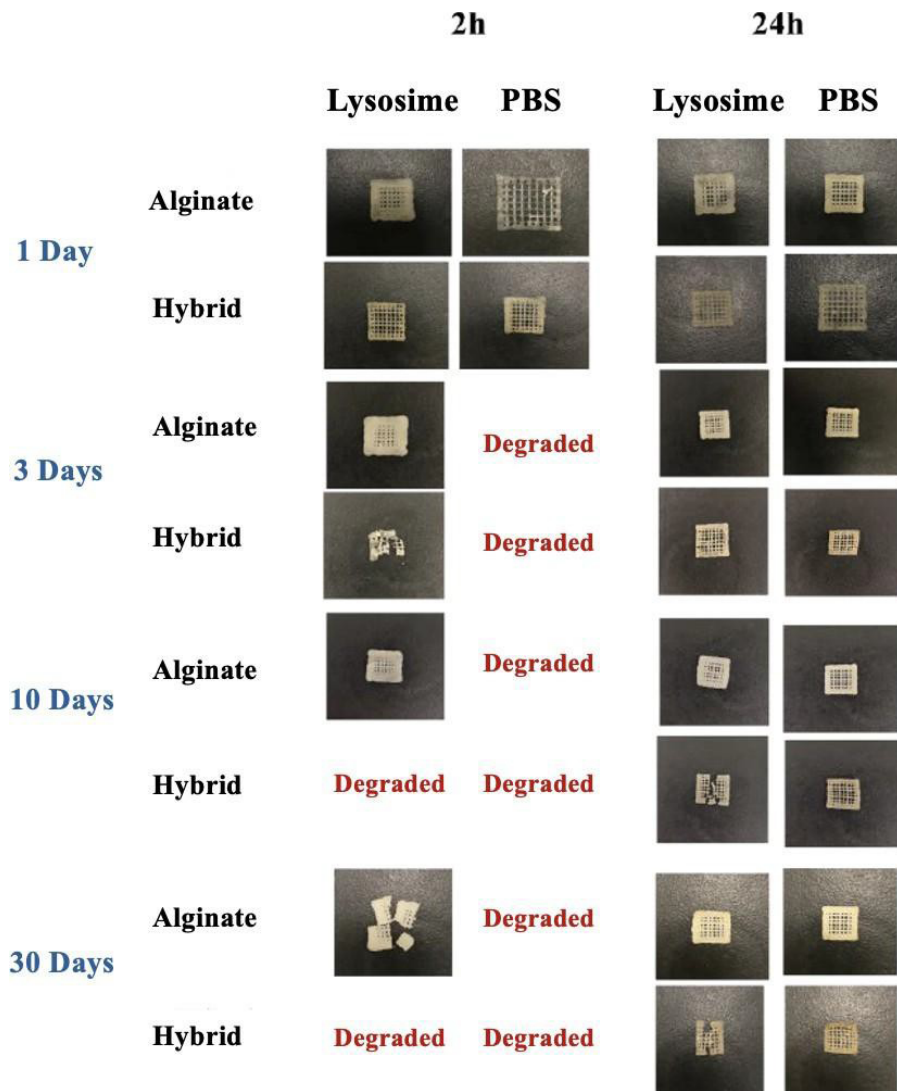 2h 24h
Lysosime PBS Lysosime PBS
Alginate
1 Day
Hybrid
Alginate
Degraded
3 Days
Hybrid
Degraded
Alginate
Degraded
10 Days
Hybrid
Degraded Degraded
Alginate
Degraded
30 Days
Hybrid
Degraded Degraded